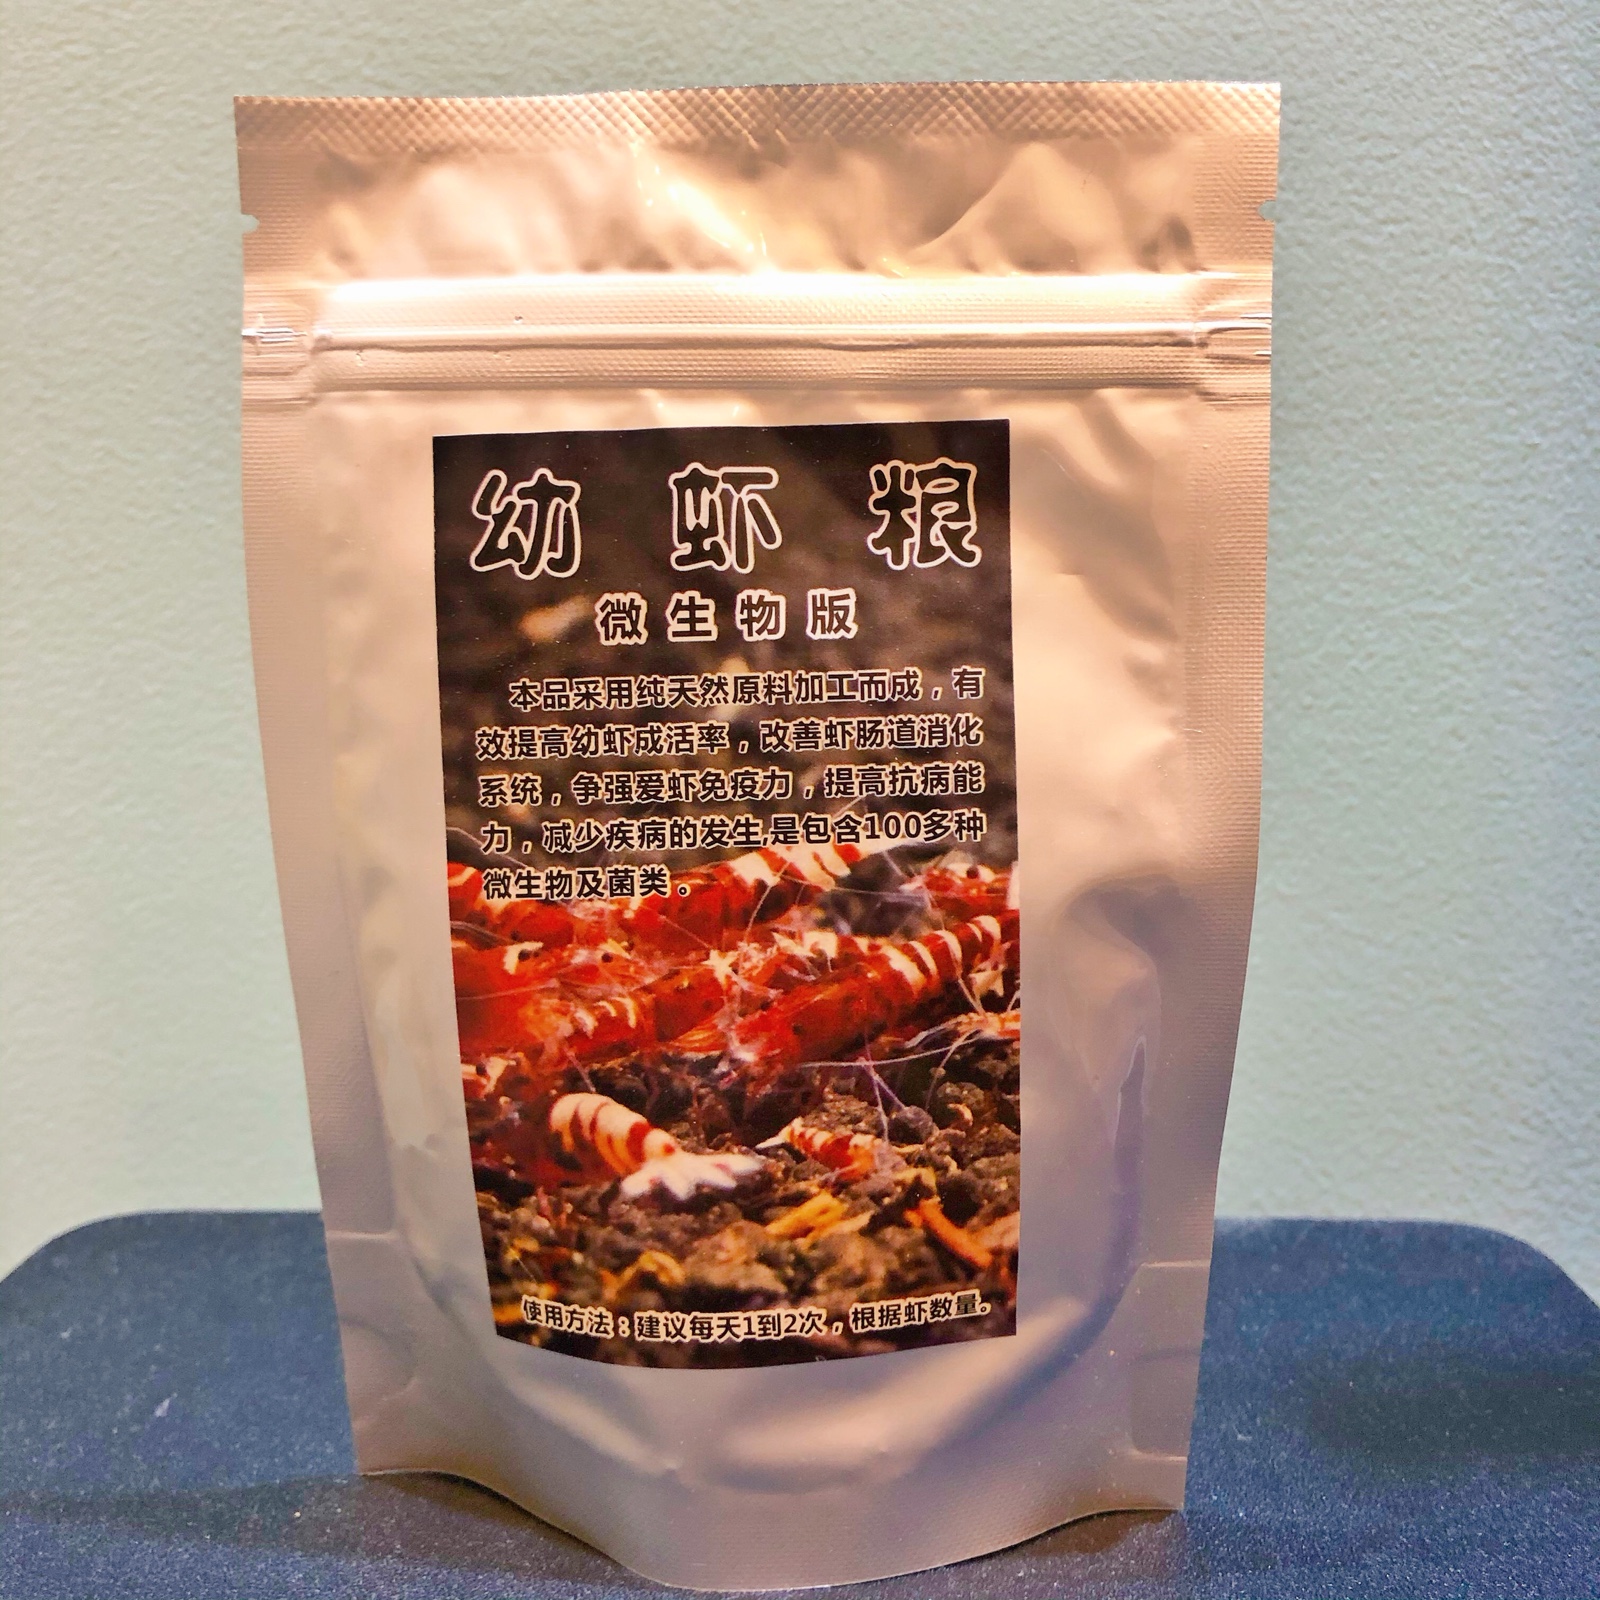 幼虾粮
微生物版
本品采用纯天然原料加工而成，有
效提高幼虾成活率，改善虾肠道消化
系统，争强爱虾免疫力，提高抗病能
力，减少疾病的发生,是包含100多种
微生物及菌类。
使用方法：建议每天1到2次，根据虾数量。